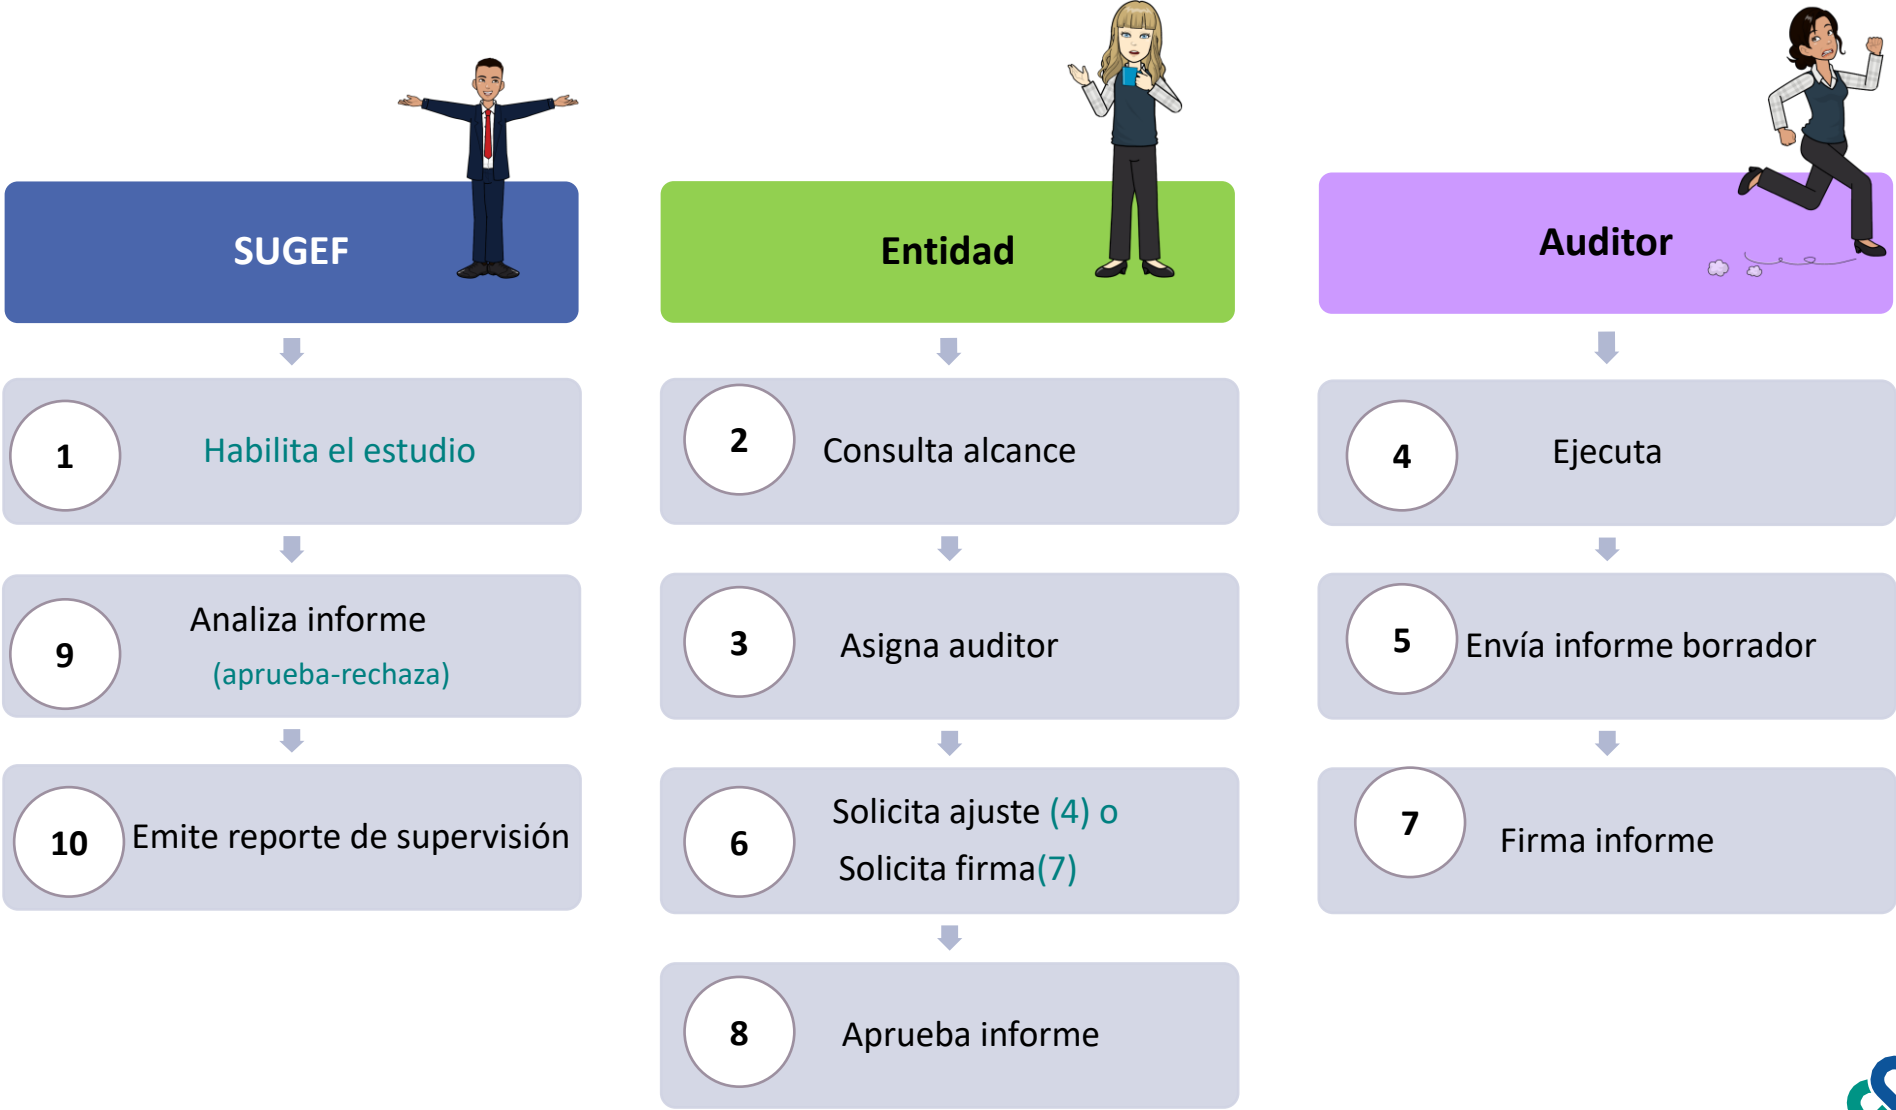 SUGEF
1
Habilita el estudio
9
Analiza informe
(aprueba-rechaza)
10
Emite reporte de supervisión
Entidad
2
Consulta alcance
3
Asigna auditor
6
Solicita ajuste (4) o
Solicita firma(7)
8
Aprueba informe
Auditor
4
Ejecuta
5
Envía informe borrador
7
Firma informe